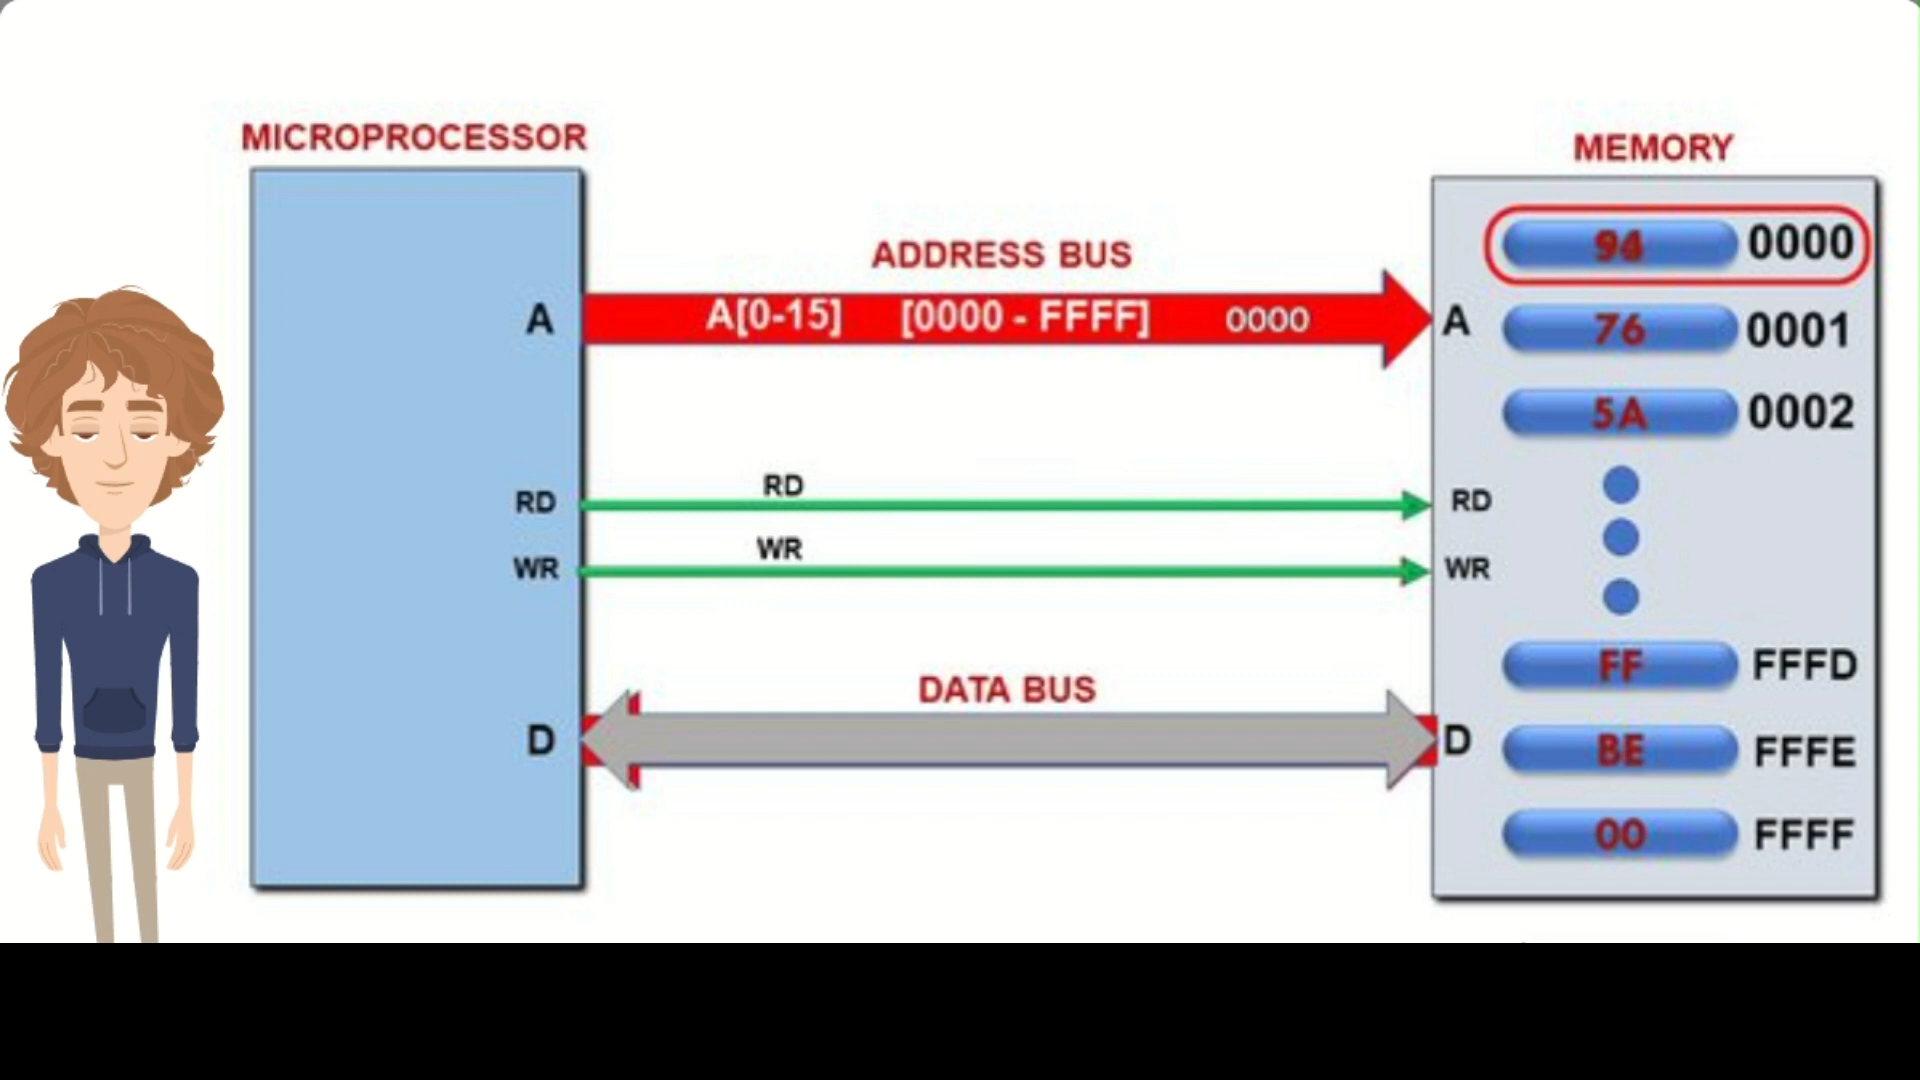 MICROPROCESSOR
MEMORY
94 0000
ADDRESS BUS
A A[0-15] [0000 - FFFF] 0000 A
76 0001
5A 0002
RD
RD RD
WR
WR WR
FF FFFD
DATA BUS
D D
BE FFFE
00 FFFF